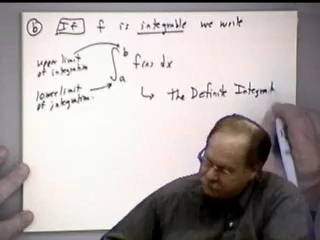 (b) If f is integrable we write
upper limit
of integration
b
∫ f(x) dx
a
lower limit
of integration.
↳ The Definite Integral